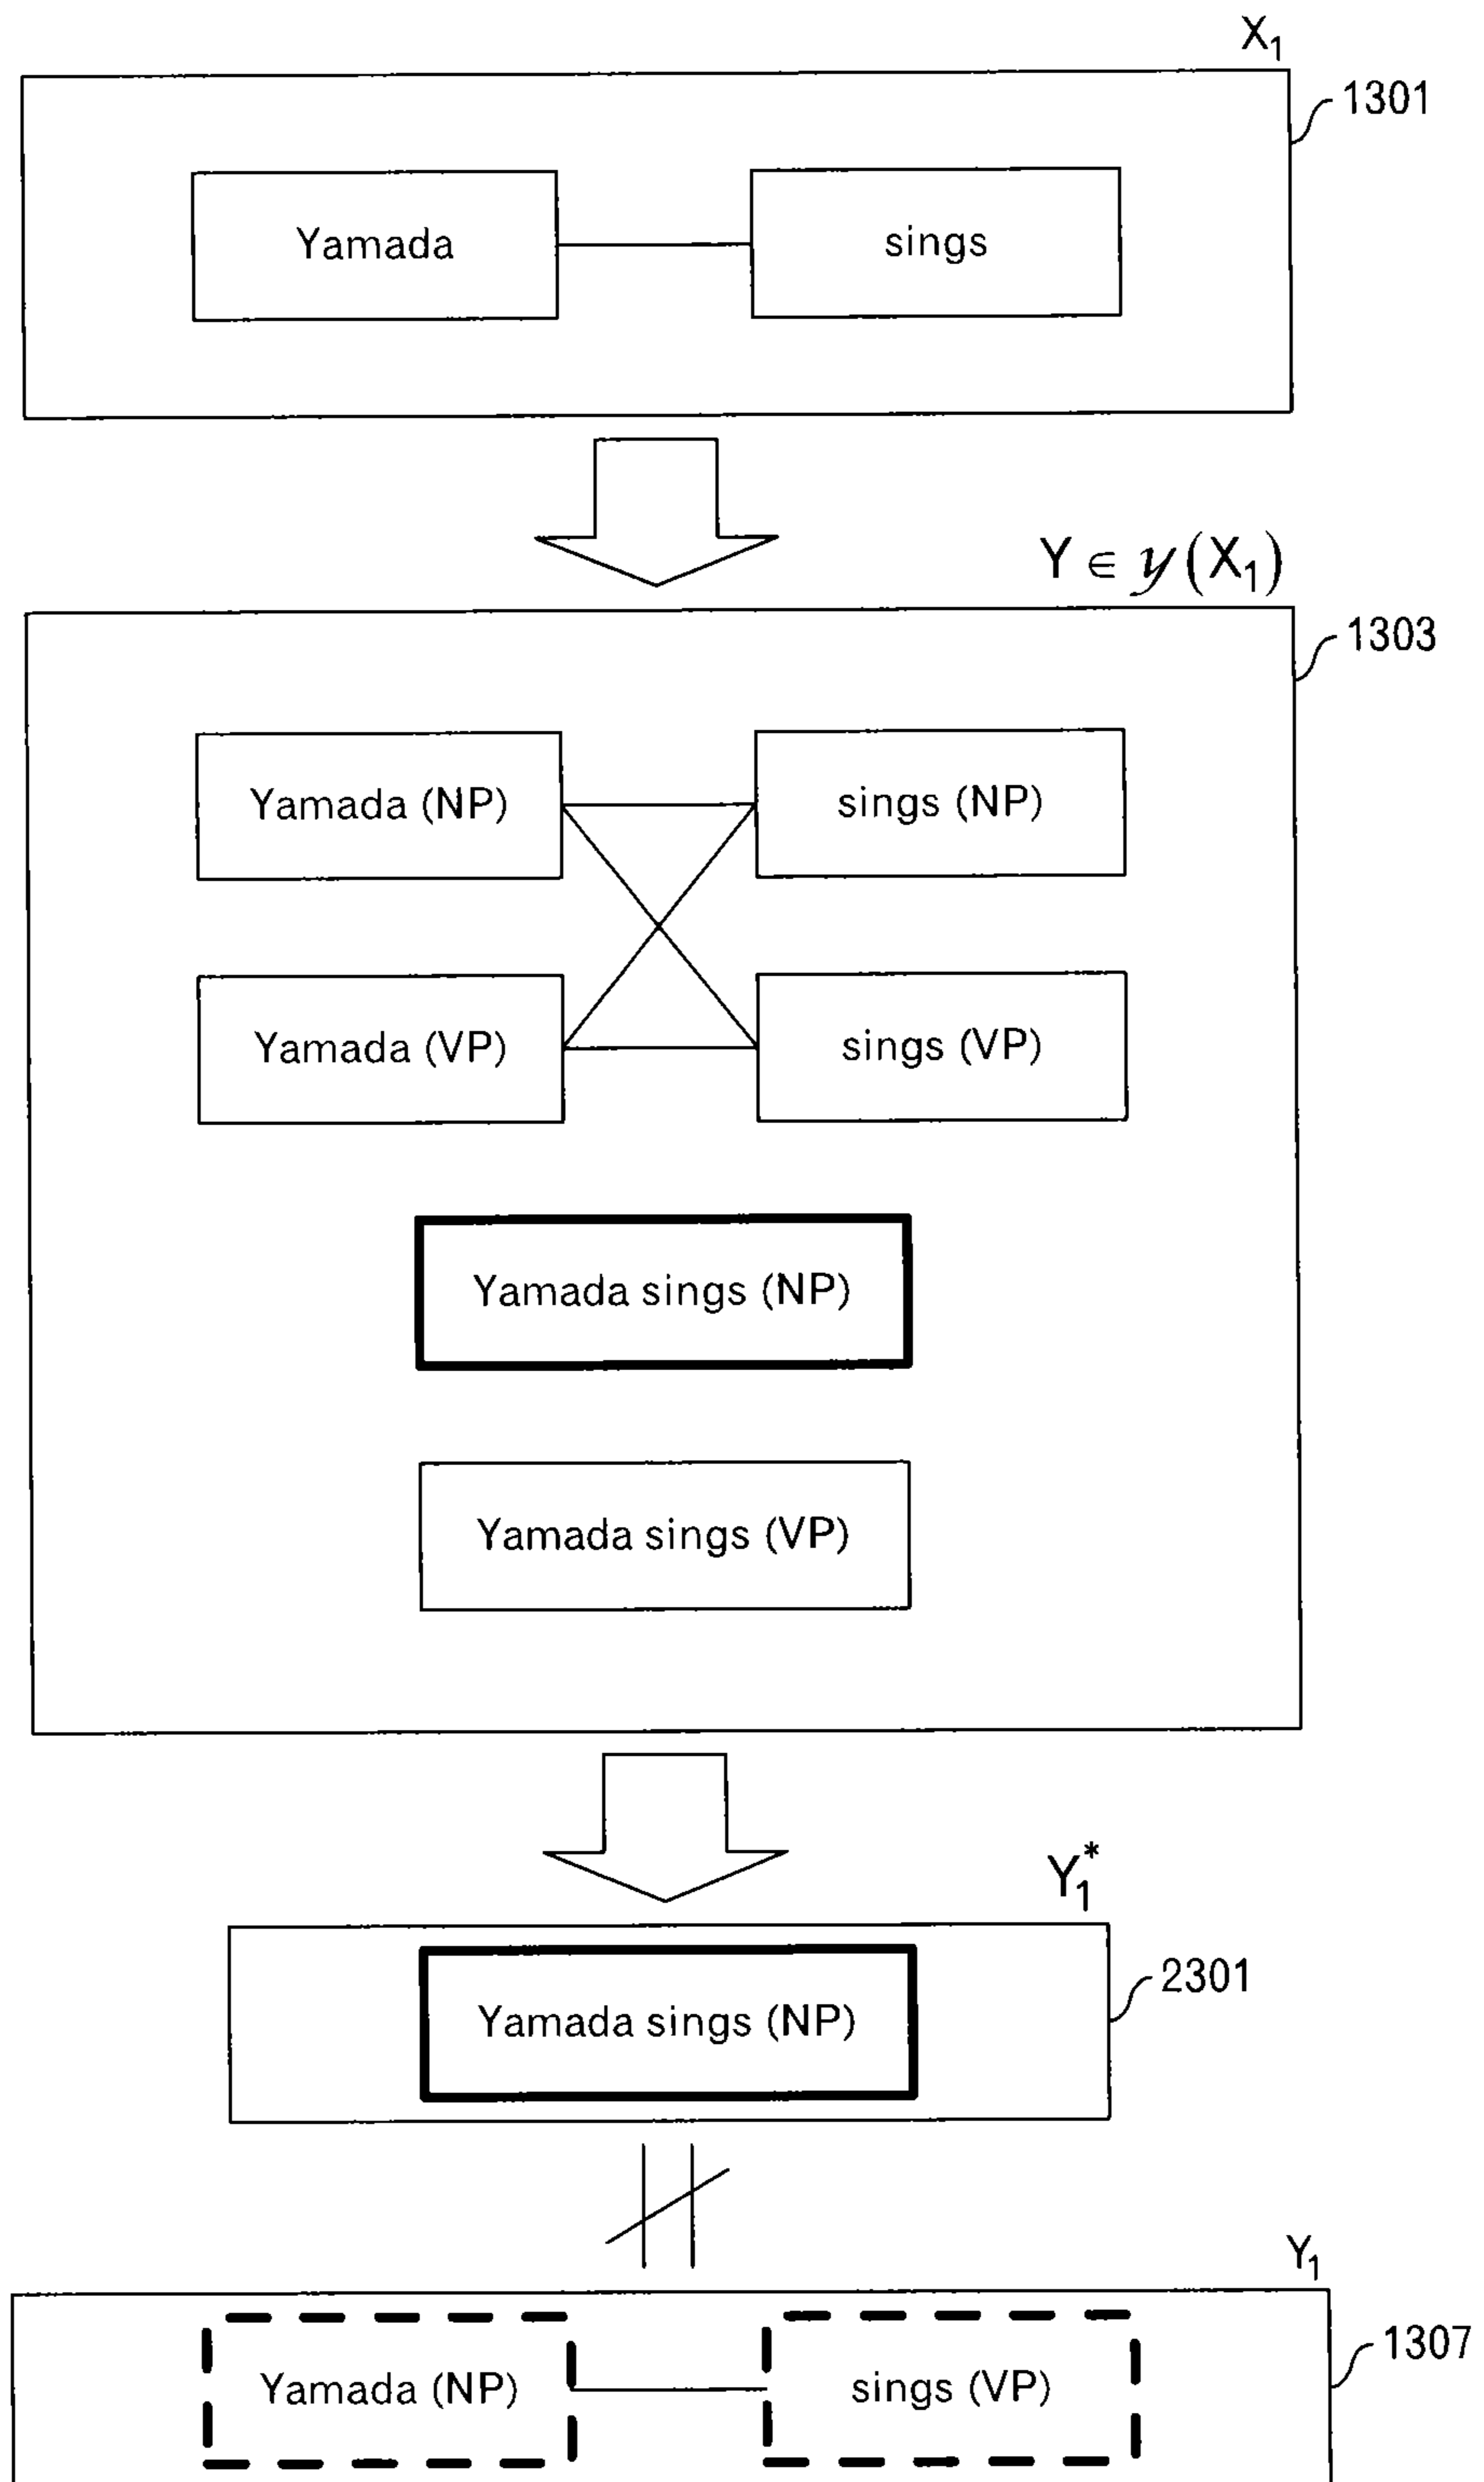 X₁
1301
Yamada sings
Y ∈ 𝓎(X₁)
1303
Yamada (NP) sings (NP)
Yamada (VP) sings (VP)
Yamada sings (NP)
Yamada sings (VP)
Y₁*
2301
Yamada sings (NP)
Y₁
1307
Yamada (NP) sings (VP)